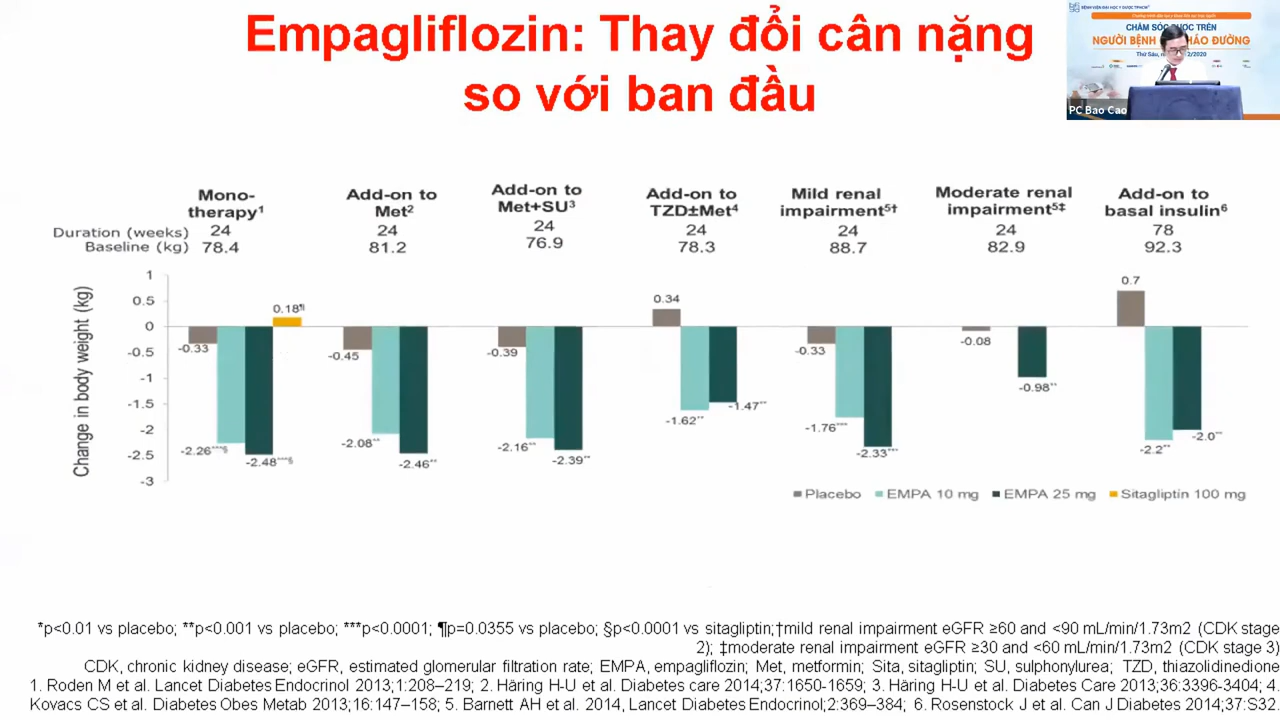 Empagliflozin: Thay đổi cân nặng
so với ban đầu
BỆNH VIỆN ĐẠI HỌC Y DƯỢC TPHCM
NGƯỜI BỆNH
PC Bao Cao
Mono-
therapy¹
Add-on to
Met²
Add-on to
Met+SU³
Add-on to
TZD±Met⁴
Mild renal
impairment⁵†
Moderate renal
impairment⁵‡
Add-on to
basal insulin⁶
Duration (weeks) 24 24 24 24 24 24 78
Baseline (kg) 78.4 81.2 76.9 78.3 88.7 82.9 92.3
Change in body weight (kg)
1
0.5
0
-0.5
-1
-1.5
-2
-2.5
-3
-0.33
-2.26***§
-2.48***§
0.18¶
-0.45
-2.08**
-2.46**
-0.39
-2.16**
-2.39**
0.34
-1.62**
-1.47**
-0.33
-1.76***
-2.33***
-0.08
-0.98**
0.7
-2.2**
-2.0**
Placebo EMPA 10 mg EMPA 25 mg Sitagliptin 100 mg
*p<0.01 vs placebo; **p<0.001 vs placebo; ***p<0.0001; ¶p=0.0355 vs placebo; §p<0.0001 vs sitagliptin;†mild renal impairment eGFR ≥60 and <90 mL/min/1.73m2 (CDK stage
2); ‡moderate renal impairment eGFR ≥30 and <60 mL/min/1.73m2 (CDK stage 3)
CDK, chronic kidney disease; eGFR, estimated glomerular filtration rate; EMPA, empagliflozin; Met, metformin; Sita, sitagliptin; SU, sulphonylurea; TZD, thiazolidinedione
1. Roden M et al. Lancet Diabetes Endocrinol 2013;1:208–219; 2. Häring H-U et al. Diabetes care 2014;37:1650-1659; 3. Häring H-U et al. Diabetes Care 2013;36:3396-3404; 4.
Kovacs CS et al. Diabetes Obes Metab 2013;16:147–158; 5. Barnett AH et al. 2014, Lancet Diabetes Endocrinol;2:369–384; 6. Rosenstock J et al. Can J Diabetes 2014;37:S32.